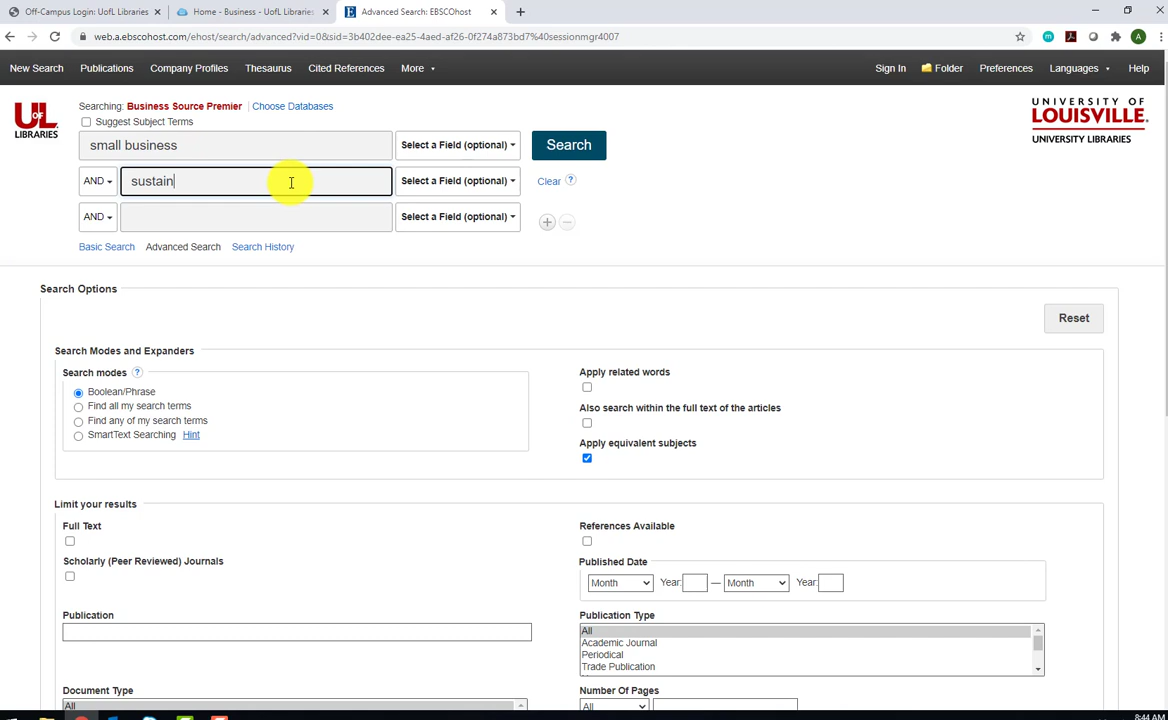 Off-Campus Login: UofL Libraries
Home - Business - UofL Libraries
Advanced Search: EBSCOhost
web.a.ebscohost.com/ehost/search/advanced?vid=0&sid=3b402dee-ea25-4aed-af26-0f274a873bd7%40sessionmgr4007
A
New Search Publications Company Profiles Thesaurus Cited References More
Sign In Folder Preferences Languages Help
UL
OF
LIBRARIES
Searching: Business Source Premier Choose Databases
Suggest Subject Terms
UNIVERSITY OF
LOUISVILLE.
UNIVERSITY LIBRARIES
small business Select a Field (optional) Search
AND sustain Select a Field (optional) Clear ?
AND Select a Field (optional)
Basic Search Advanced Search Search History
Search Options
Reset
Search Modes and Expanders
Search modes ?
Boolean/Phrase
Find all my search terms
Find any of my search terms
SmartText Searching Hint
Apply related words
Also search within the full text of the articles
Apply equivalent subjects
Limit your results
Full Text
References Available
Scholarly (Peer Reviewed) Journals
Published Date
Month Year: — Month Year:
Publication
Publication Type
All
Academic Journal
Periodical
Trade Publication
Document Type
All
Number Of Pages
All
8:44 AM